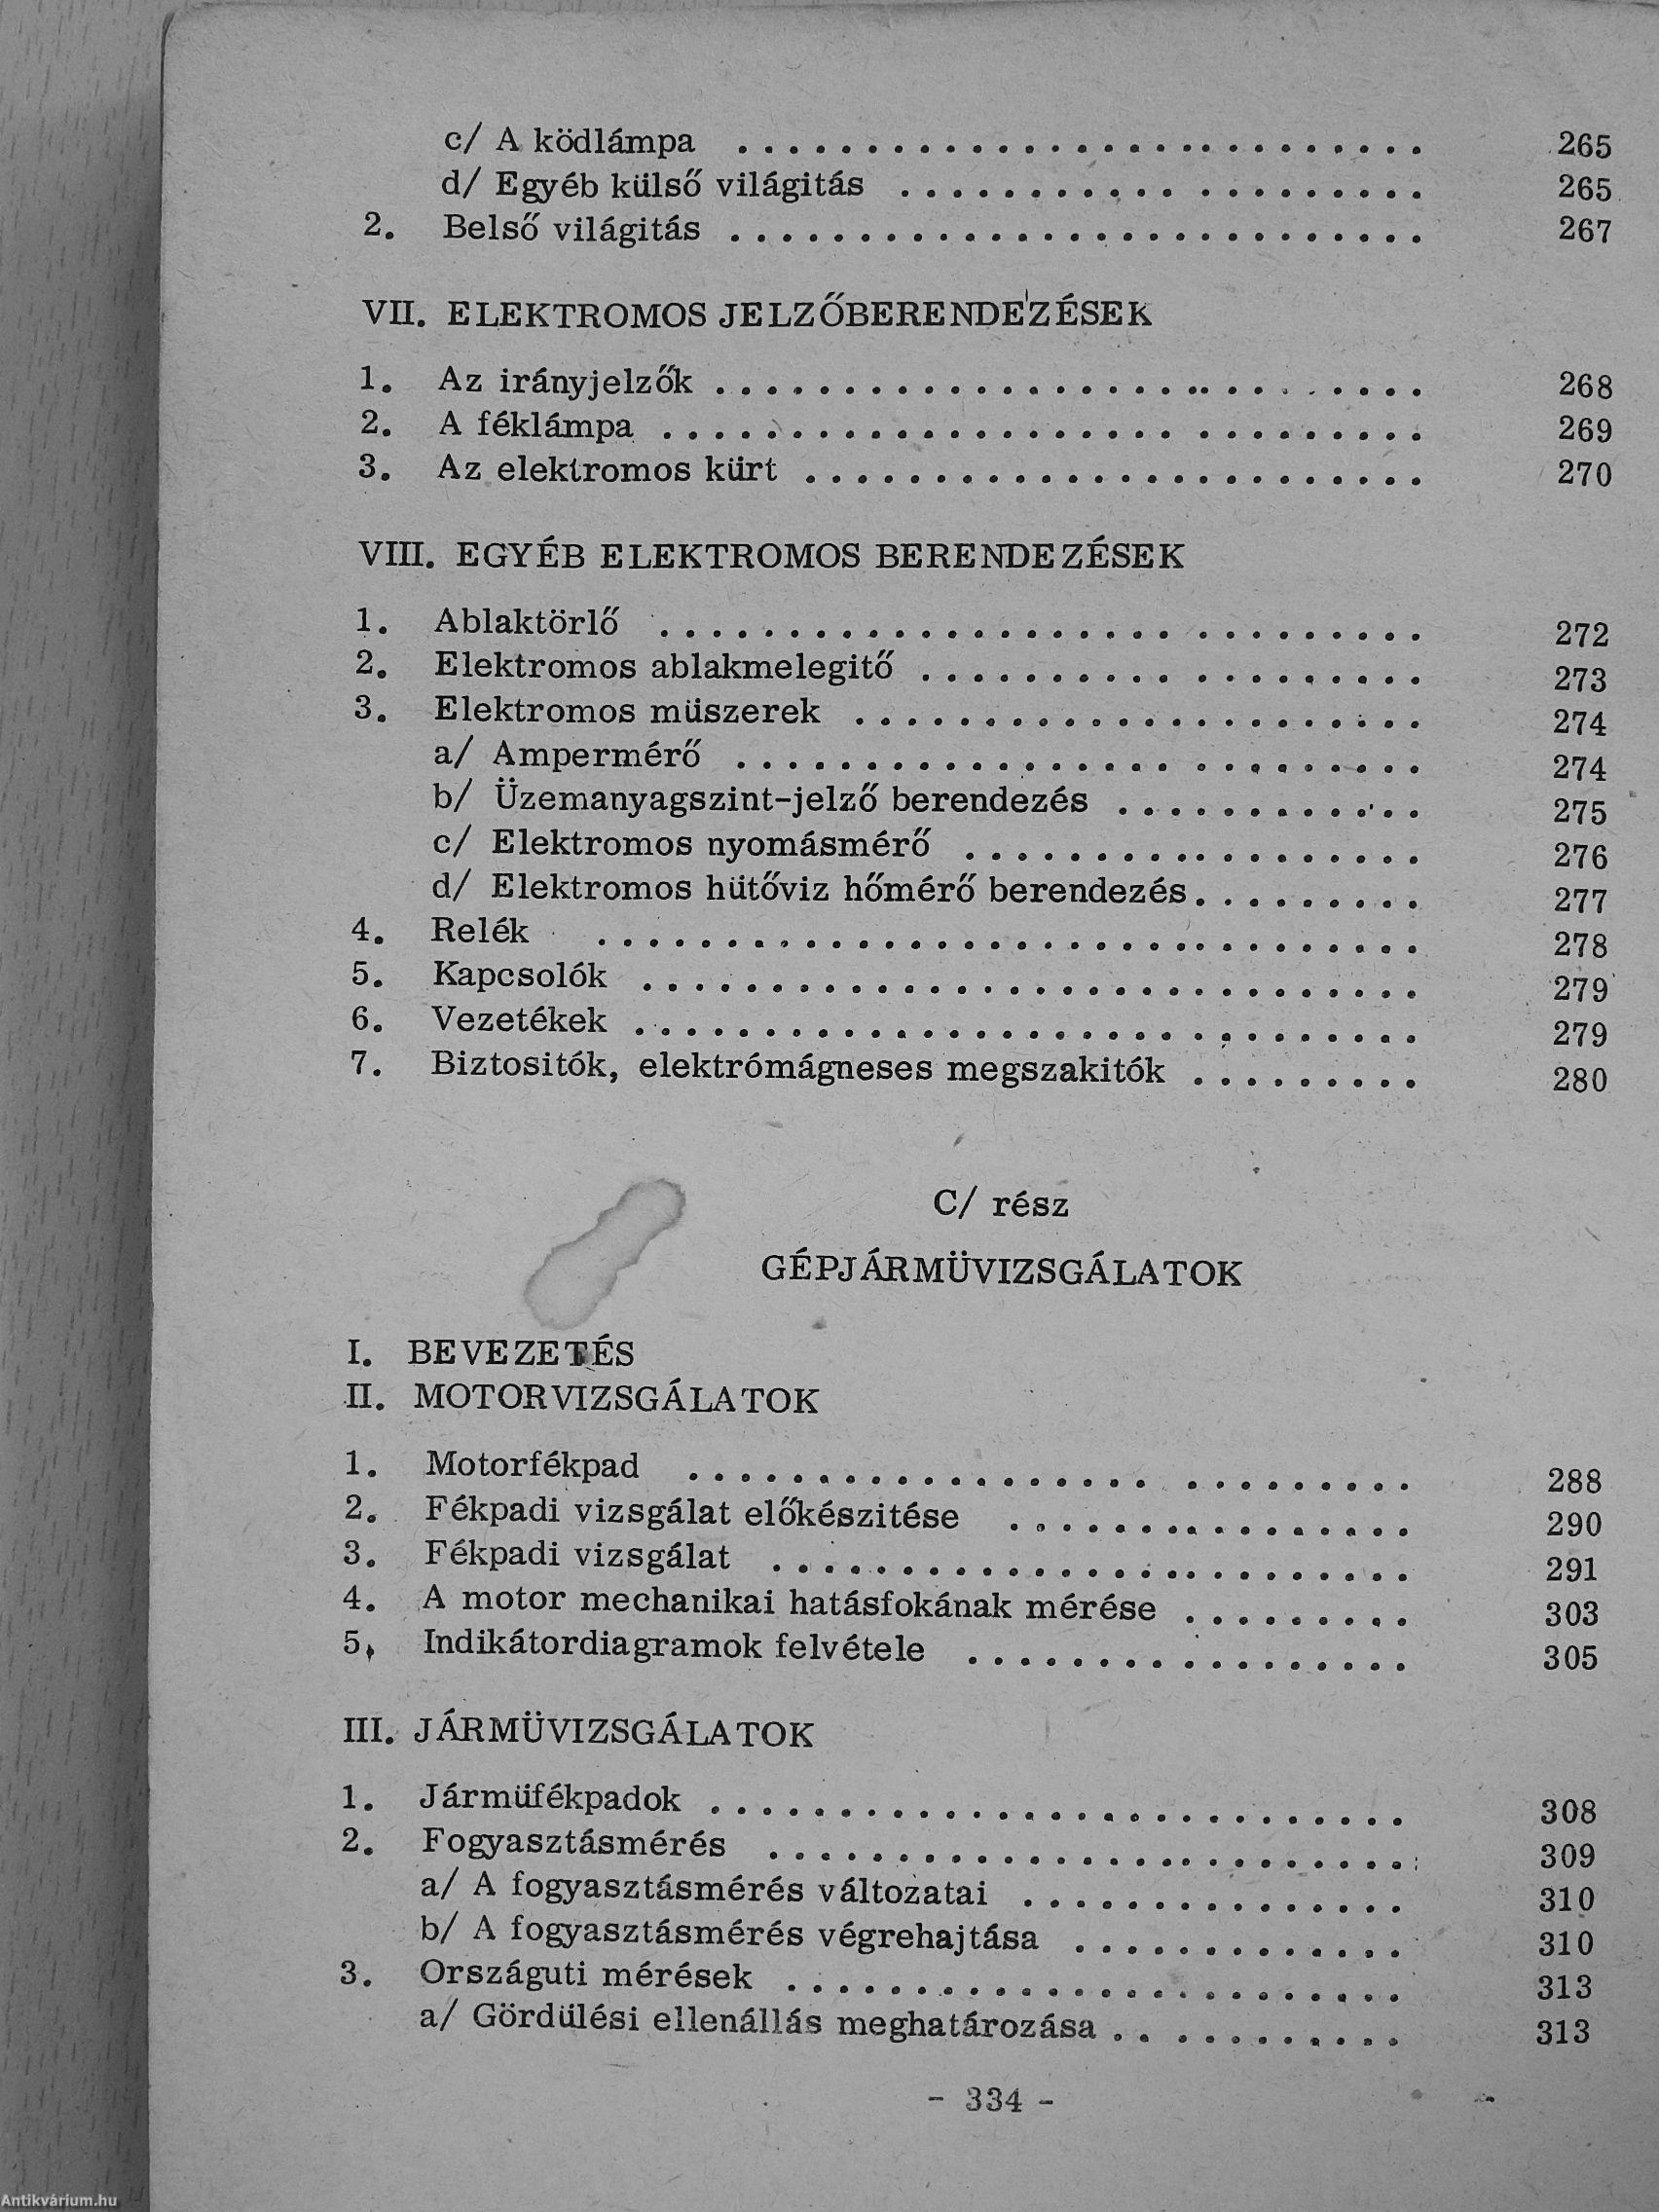 c/ A ködlámpa ........................... 265
d/ Egyéb külső világitás .................... 265
2. Belső világitás ........................... 267
VII. ELEKTROMOS JELZŐBERENDEZÉSEK
1. Az irányjelzők ........................... 268
2. A féklámpa ............................. 269
3. Az elektromos kürt ........................ 270
VIII. EGYÉB ELEKTROMOS BERENDEZÉSEK
1. Ablaktörlő .............................. 272
2. Elektromos ablakmelegitő ................... 273
3. Elektromos müszerek ...................... 274
a/ Ampermérő .......................... 274
b/ Üzemanyagszint-jelző berendezés ............ 275
c/ Elektromos nyomásmérő .................. 276
d/ Elektromos hütőviz hőmérő berendezés......... 277
4. Relék ................................ 278
5. Kapcsolók .............................. 279
6. Vezetékek .............................. 279
7. Biztositók, elektrómágneses megszakitók ......... 280
C/ rész
GÉPJÁRMÜVIZSGÁLATOK
I. BEVEZETÉS
II. MOTORVIZSGÁLATOK
1. Motorfékpad ........................... 288
2. Fékpadi vizsgálat előkészitése ................ 290
3. Fékpadi vizsgálat ......................... 291
4. A motor mechanikai hatásfokának mérése ......... 303
5. Indikátordiagramok felvétele ................. 305
III. JÁRMÜVIZSGÁLATOK
1. Jármüfékpadok ........................... 308
2. Fogyasztásmérés ......................... 309
a/ A fogyasztásmérés változatai ............... 310
b/ A fogyasztásmérés végrehajtása ............. 310
3. Országuti mérések ........................ 313
a/ Gördülési ellenállás meghatározása ........... 313
- 334 -
Antikvárium.hu